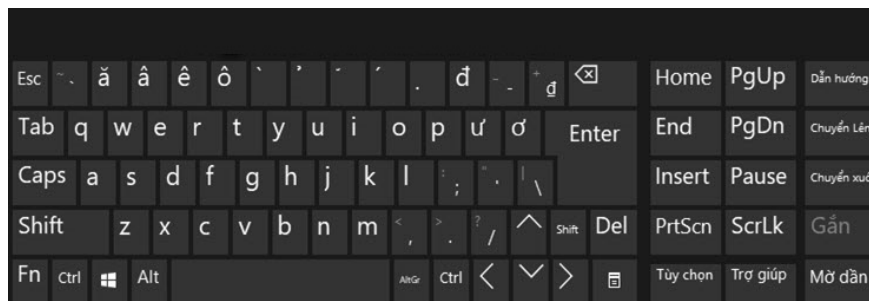 Esc ~ ` ă â ê ô ̀ ̉ ̃ ́ . đ - _ + ₫ Home PgUp Dẫn hướng
Tab q w e r t y u i o p ư ơ Enter End PgDn Chuyển Lên
Caps a s d f g h j k l : ; " ' | \ Insert Pause Chuyển xuố
Shift z x c v b n m < , > . ? / Shift Del PrtScn ScrLk Gắn
Fn Ctrl Alt AltGr Ctrl Tùy chọn Trợ giúp Mờ dần